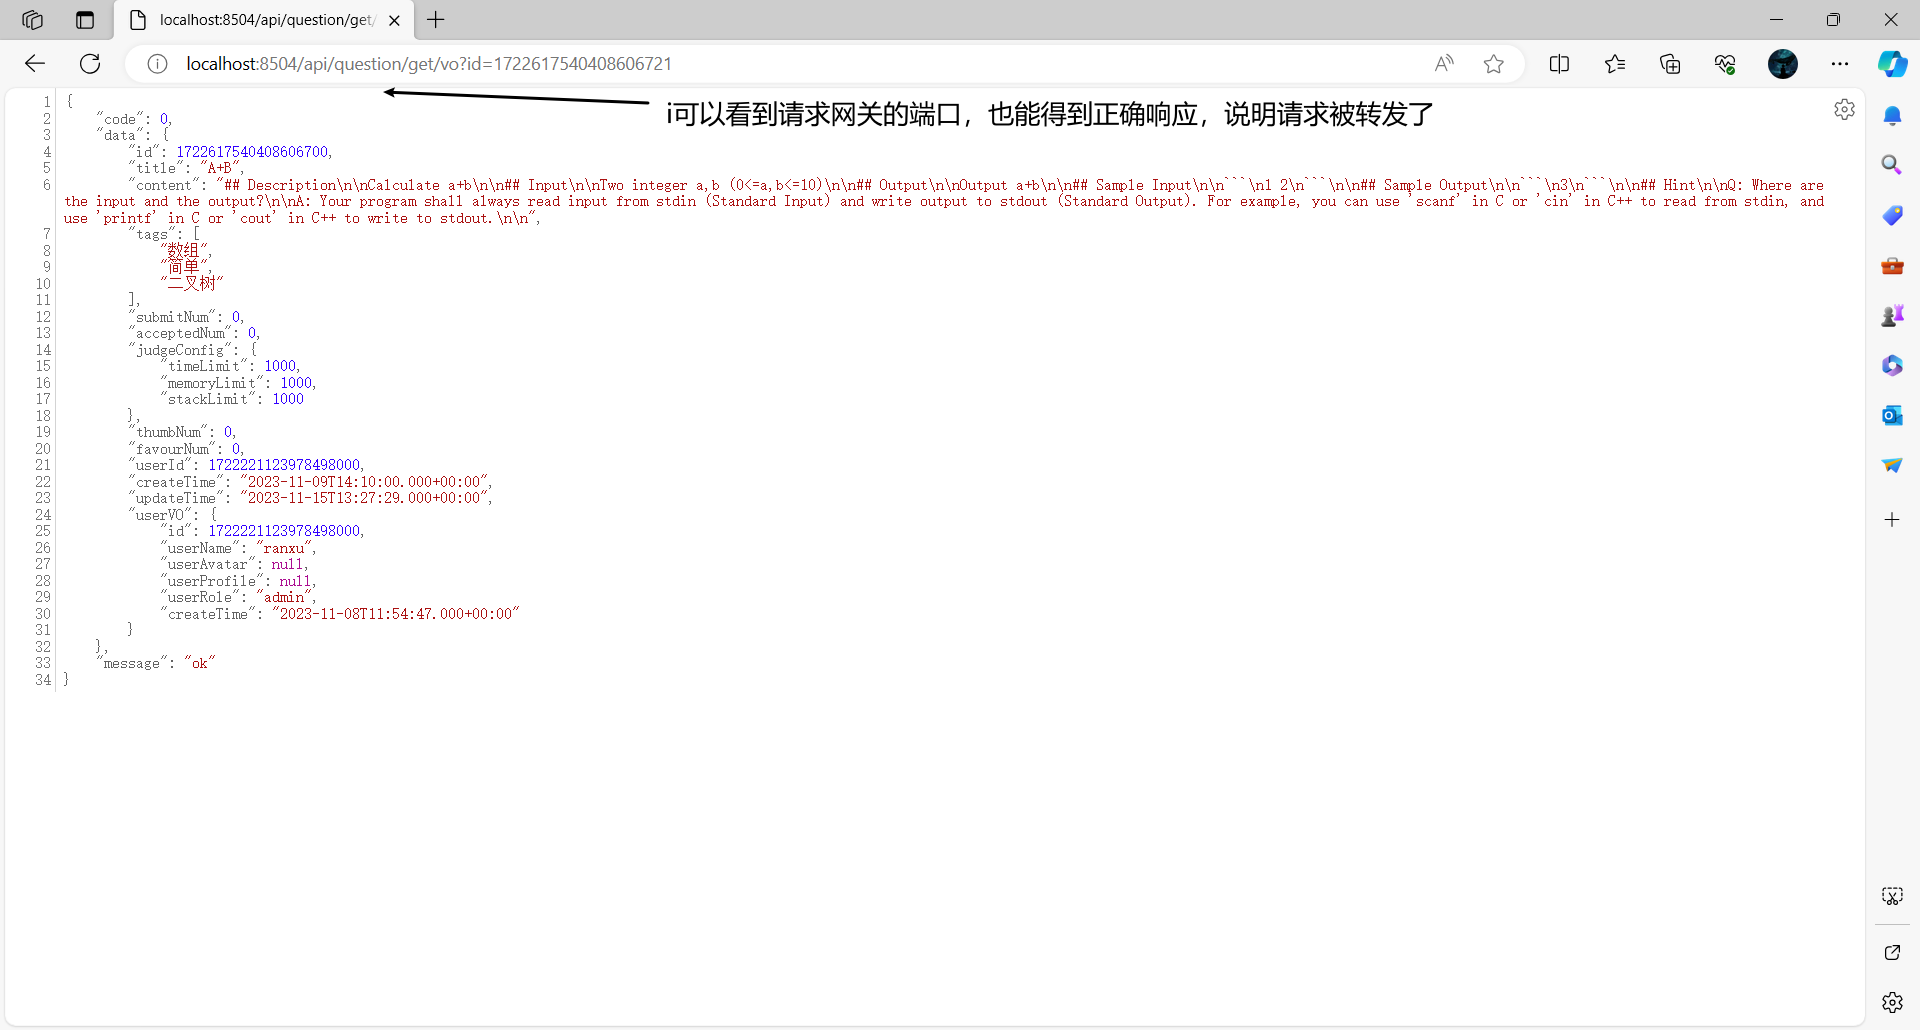 localhost:8504/api/question/get/
localhost:8504/api/question/get/vo?id=1722617540408606721
i可以看到请求网关的端口，也能得到正确响应，说明请求被转发了
1 {
2 "code": 0,
3 "data": {
4 "id": 1722617540408606700,
5 "title": "A+B",
6 "content": "## Description\n\nCalculate a+b\n\n## Input\n\nTwo integer a,b (0<=a,b<=10)\n\n## Output\n\nOutput a+b\n\n## Sample Input\n\n```\n1 2\n```\n\n## Sample Output\n\n```\n3\n```\n\n## Hint\n\nQ: Where are
the input and the output?\n\nA: Your program shall always read input from stdin (Standard Input) and write output to stdout (Standard Output). For example, you can use 'scanf' in C or 'cin' in C++ to read from stdin, and
use 'printf' in C or 'cout' in C++ to write to stdout.\n\n",
7 "tags": [
8 "数组",
9 "简单",
10 "二叉树"
11 ],
12 "submitNum": 0,
13 "acceptedNum": 0,
14 "judgeConfig": {
15 "timeLimit": 1000,
16 "memoryLimit": 1000,
17 "stackLimit": 1000
18 },
19 "thumbNum": 0,
20 "favourNum": 0,
21 "userId": 1722221123978498000,
22 "createTime": "2023-11-09T14:10:00.000+00:00",
23 "updateTime": "2023-11-15T13:27:29.000+00:00",
24 "userVO": {
25 "id": 1722221123978498000,
26 "userName": "ranxu",
27 "userAvatar": null,
28 "userProfile": null,
29 "userRole": "admin",
30 "createTime": "2023-11-08T11:54:47.000+00:00"
31 }
32 },
33 "message": "ok"
34 }